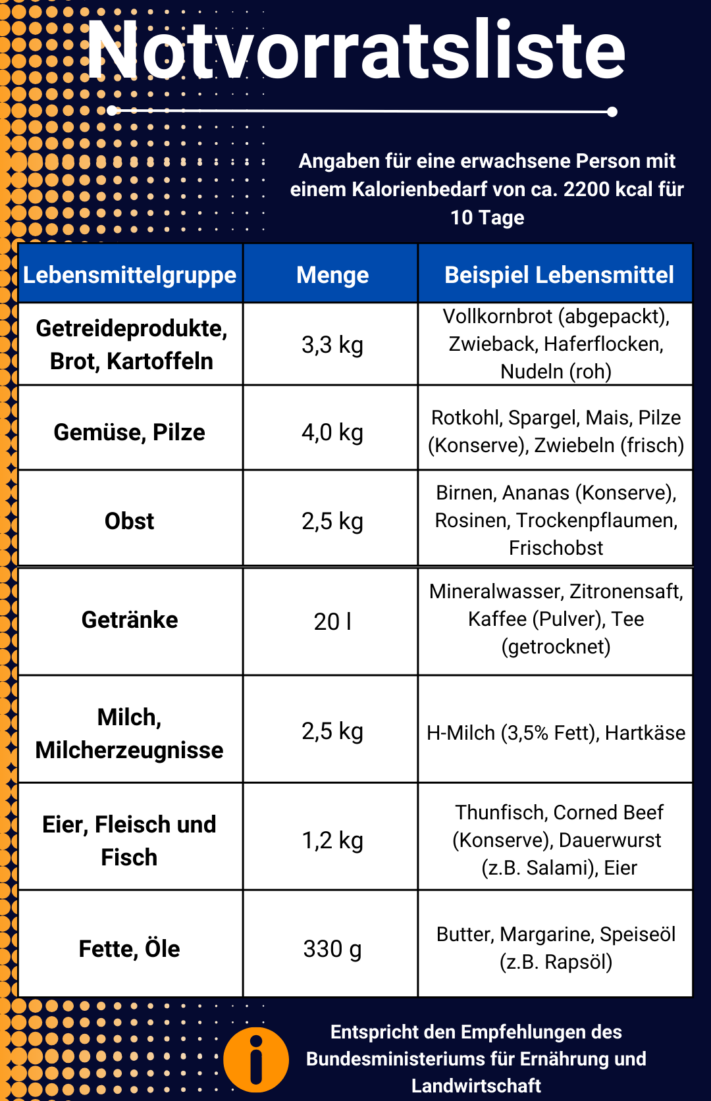 Notvorratsliste
Angaben für eine erwachsene Person mit
einem Kalorienbedarf von ca. 2200 kcal für
10 Tage
Lebensmittelgruppe Menge Beispiel Lebensmittel
Getreideprodukte,
Brot, Kartoffeln
3,3 kg
Vollkornbrot (abgepackt),
Zwieback, Haferflocken,
Nudeln (roh)
Gemüse, Pilze
4,0 kg
Rotkohl, Spargel, Mais, Pilze
(Konserve), Zwiebeln (frisch)
Obst
2,5 kg
Birnen, Ananas (Konserve),
Rosinen, Trockenpflaumen,
Frischobst
Getränke
20 l
Mineralwasser, Zitronensaft,
Kaffee (Pulver), Tee
(getrocknet)
Milch,
Milcherzeugnisse
2,5 kg
H-Milch (3,5% Fett), Hartkäse
Eier, Fleisch und
Fisch
1,2 kg
Thunfisch, Corned Beef
(Konserve), Dauerwurst
(z.B. Salami), Eier
Fette, Öle
330 g
Butter, Margarine, Speiseöl
(z.B. Rapsöl)
i
Entspricht den Empfehlungen des
Bundesministeriums für Ernährung und
Landwirtschaft